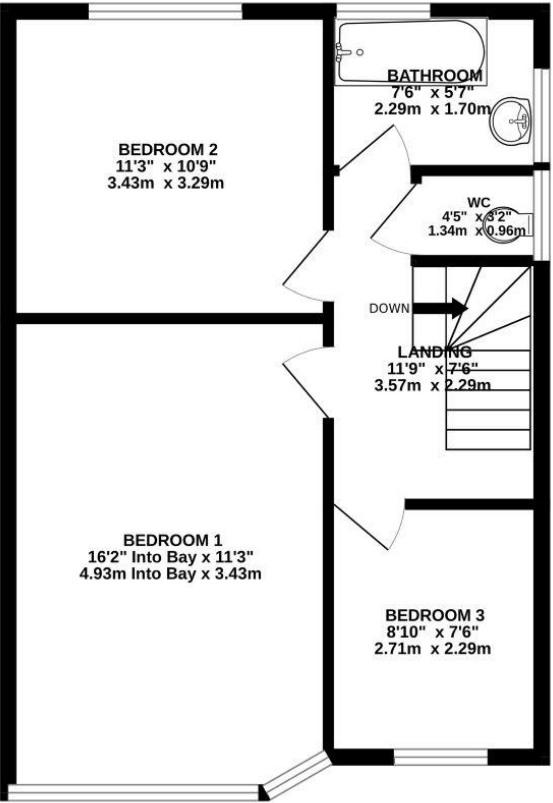 BATHROOM
7'6" x 5'7"
2.29m x 1.70m
BEDROOM 2
11'3" x 10'9"
3.43m x 3.29m
WC
4'5" x 3'2"
1.34m x 0.96m
DOWN
LANDING
11'9" x 7'6"
3.57m x 2.29m
BEDROOM 1
16'2" Into Bay x 11'3"
4.93m Into Bay x 3.43m
BEDROOM 3
8'10" x 7'6"
2.71m x 2.29m